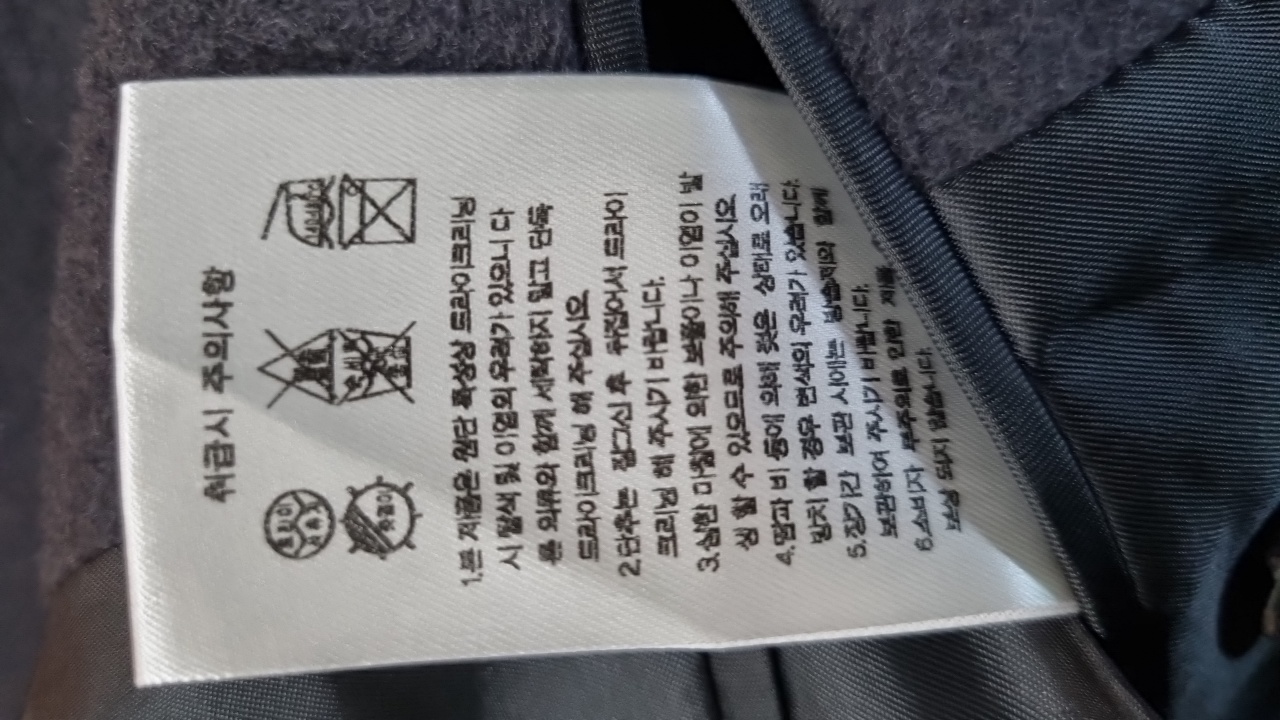 취급시 주의사항
드라이
1.본 제품은 원단 특성상 드라이크리닝
시 탈색 및 이염의 우려가 있으니 다
른 의류와 함께 세탁하지 말고 단독
드라이크리닝 해 주십시오
2.단추는 잠그신 후 뒤집어서 드라이
크리닝 해 주시기 바랍니다.
3.심한 마찰에 의한 보풀이나 이염이 발
생 할 수 있으므로 주의해 주십시오
4.땀과 비 등에 의해 젖은 상태로 오래
방치 할 경우 변색의 우려가 있습니다.
5.장기간 보관 시에는 방습제와 함께
보관하여 주시기 바랍니다.
6.소비자 부주의로 인한 제품
보상 되지 않습니다.